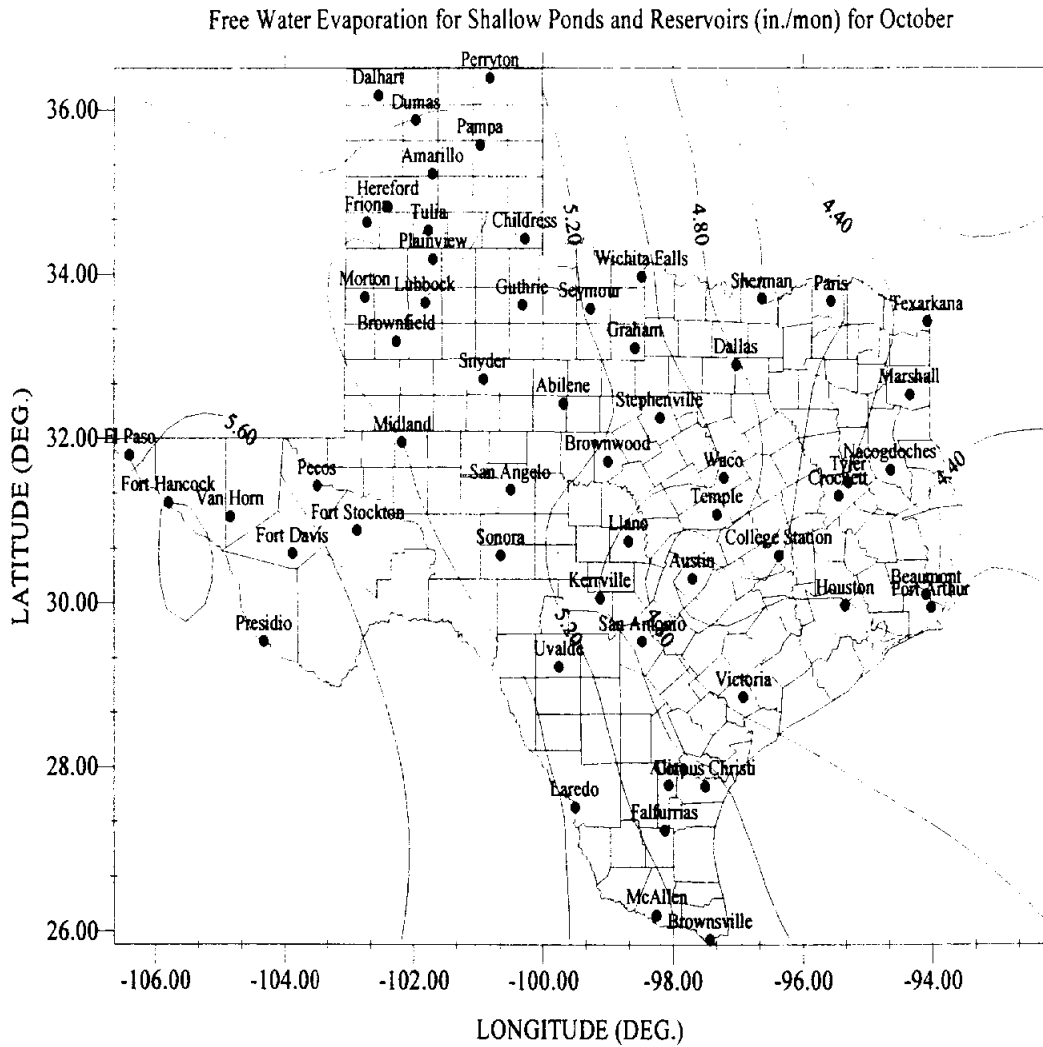 Free Water Evaporation for Shallow Ponds and Reservoirs (in./mon) for October
Perryton
Dalhart
36.00
Dumas
Pampa
Amarillo
Hereford
Friona
Tulia
Childress
5.20
4.80
4.40
Plainview
34.00
Wichita Falls
Morton
Lubbock
Guthrie
Seymour
Sherman
Paris
Texarkana
Brownfield
Graham
Dallas
Snyder
Marshall
Abilene
Stephenville
LATITUDE (DEG.)
32.00
El Paso
5.60
Midland
Brownwood
Nacogdoches
4.40
Pecos
San Angelo
Waco
Tyler
Crockett
Fort Hancock
Van Horn
Temple
Fort Stockton
Llano
Fort Davis
Sonora
College Station
Austin
30.00
Kerrville
Houston
Beaumont
Port Arthur
Presidio
5.20
4.80
San Antonio
Uvalde
Victoria
28.00
Alice
Corpus Christi
Laredo
Falfurrias
26.00
McAllen
Brownsville
-106.00 -104.00 -102.00 -100.00 -98.00 -96.00 -94.00
LONGITUDE (DEG.)